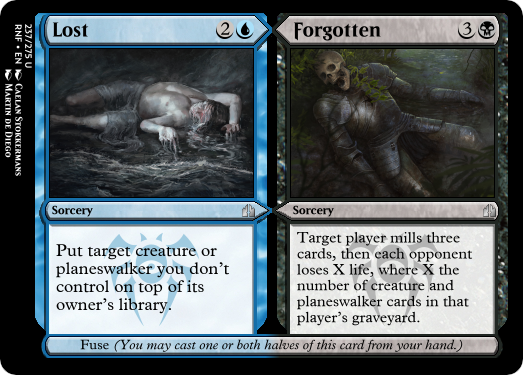 Lost 2
Sorcery
Put target creature or
planeswalker you don't
control on top of its
owner's library.
Forgotten 3
Sorcery
Target player mills three
cards, then each opponent
loses X life, where X the
number of creature and
planeswalker cards in that
player's graveyard.
Fuse (You may cast one or both halves of this card from your hand.)
237/275 U
RNF • EN Caelan Stokkermans
Martin de Diego